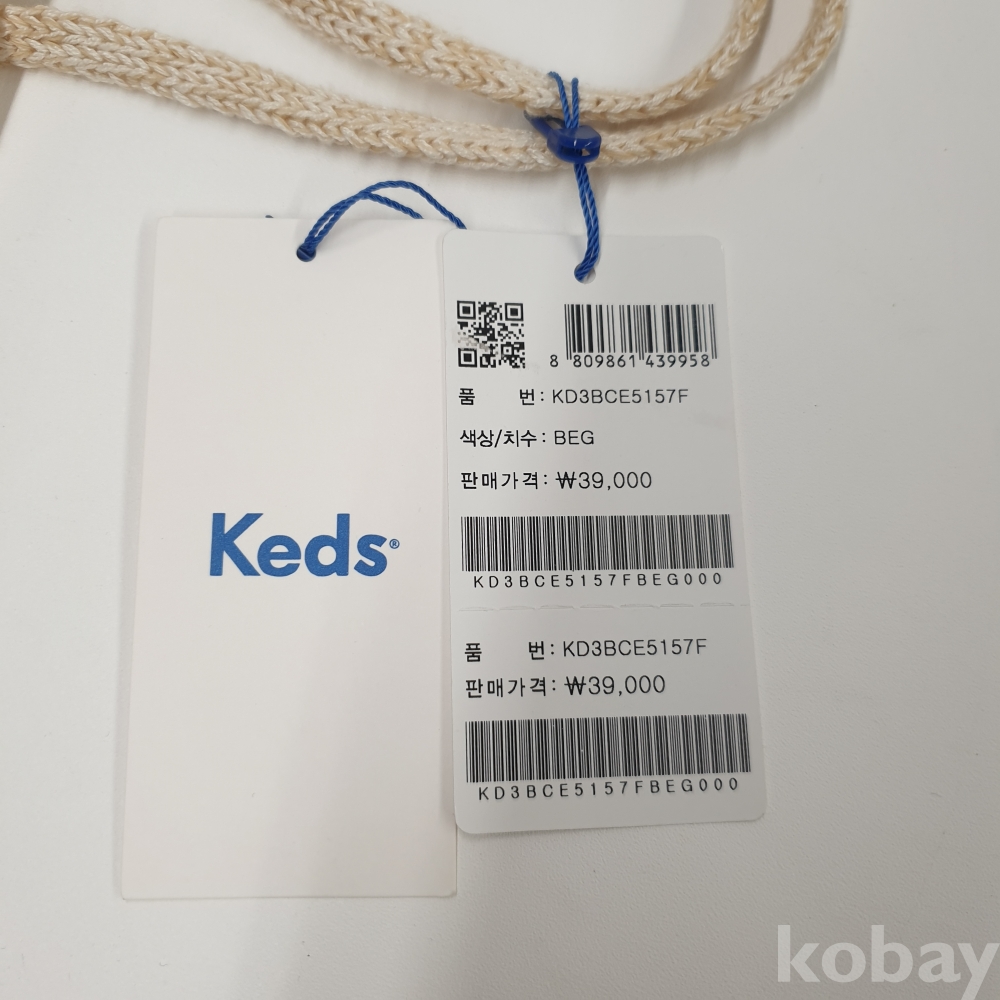 Keds®
8 809861 439958
품 번: KD3BCE5157F
색상/치수: BEG
판매가격: ₩39,000
KD3BCE5157FBEG000
품 번: KD3BCE5157F
판매가격: ₩39,000
KD3BCE5157FBEG000
kobay